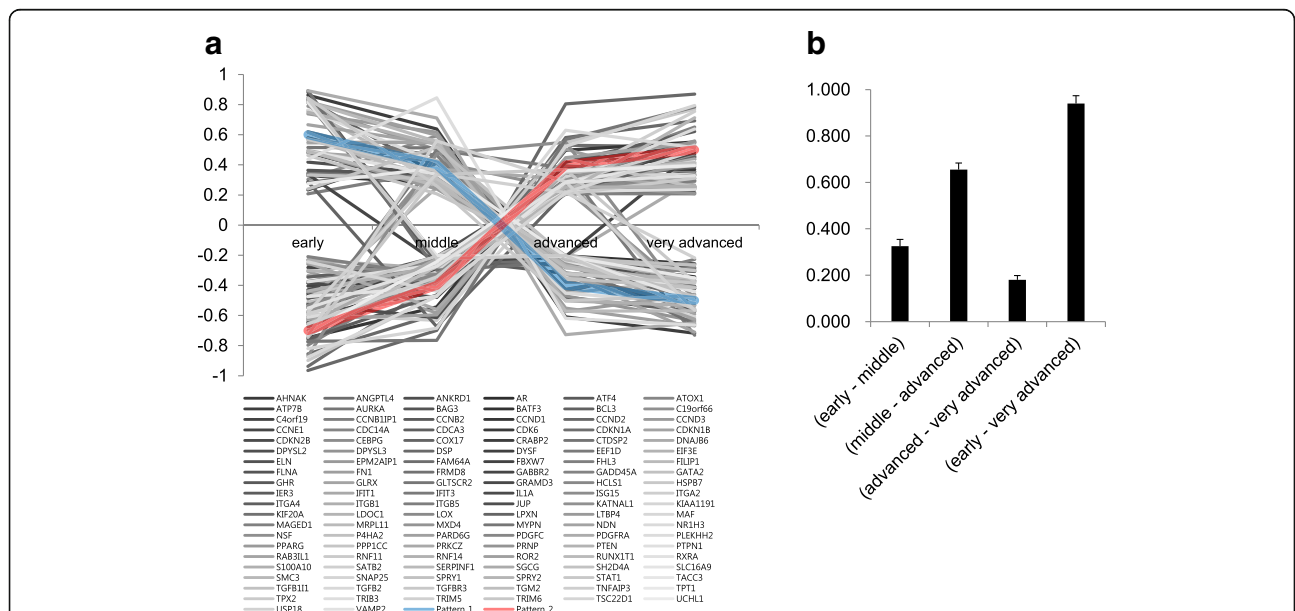 a
b
1
0.8
0.6
0.4
0.2
0
-0.2
-0.4
-0.6
-0.8
-1
early middle advanced very advanced
1.000
0.800
0.600
0.400
0.200
0.000
(early - middle)
(middle - advanced)
(advanced - very advanced)
(early - very advanced)
AHNAK ANGPTL4 ANKRD1 AR ATF4 ATOX1
ATP7B AURKA BAG3 BATF3 BCL3 C19orf66
C4orf19 CCNB1IP1 CCNB2 CCND1 CCND2 CCND3
CCNE1 CDC14A CDCA3 CDK6 CDKN1A CDKN1B
CDKN2B CEBPG COX17 CRABP2 CTDSP2 DNAJB6
DPYSL2 DPYSL3 DSP DYSF EEF1D EIF3E
ELN EPM2AIP1 FAM64A FBXW7 FHL3 FILIP1
FLNA FN1 FRMD8 GABBR2 GADD45A GATA2
GHR GLRX GLTSCR2 GRAMD3 HCLS1 HSPB7
IER3 IFIT1 IFIT3 IL1A ISG15 ITGA2
ITGA4 ITGB1 ITGB5 JUP KATNAL1 KIAA1191
KIF20A LDOC1 LOX LPXN LTBP4 MAF
MAGED1 MRPL11 MXD4 MYPN NDN NR1H3
NSF P4HA2 PARD6G PDGFC PDGFRA PLEKHH2
PPARG PPP1CC PRKCZ PRNP PTEN PTPN1
RAB3IL1 RNF11 RNF14 ROR2 RUNX1T1 RXRA
S100A10 SATB2 SERPINF1 SGCG SH2D4A SLC16A9
SMC3 SNAP25 SPRY1 SPRY2 STAT1 TACC3
TGFB1I1 TGFB2 TGFBR3 TGM2 TNFAIP3 TPT1
TPX2 TRIB3 TRIM5 TRIM6 TSC22D1 UCHL1
USP18 VAMP2 Pattern 1 Pattern 2